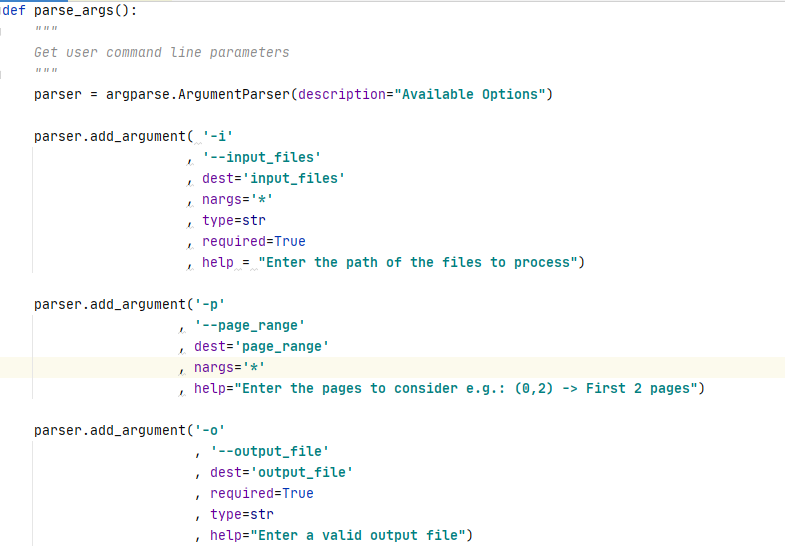 def parse_args():
    """
    Get user command line parameters
    """
    parser = argparse.ArgumentParser(description="Available Options")

    parser.add_argument( '-i'
                       , '--input_files'
                       , dest='input_files'
                       , nargs='*'
                       , type=str
                       , required=True
                       , help = "Enter the path of the files to process")

    parser.add_argument('-p'
                      , '--page_range'
                      , dest='page_range'
                      , nargs='*'
                      , help="Enter the pages to consider e.g.: (0,2) -> First 2 pages")

    parser.add_argument('-o'
                        , '--output_file'
                        , dest='output_file'
                        , required=True
                        , type=str
                        , help="Enter a valid output file")